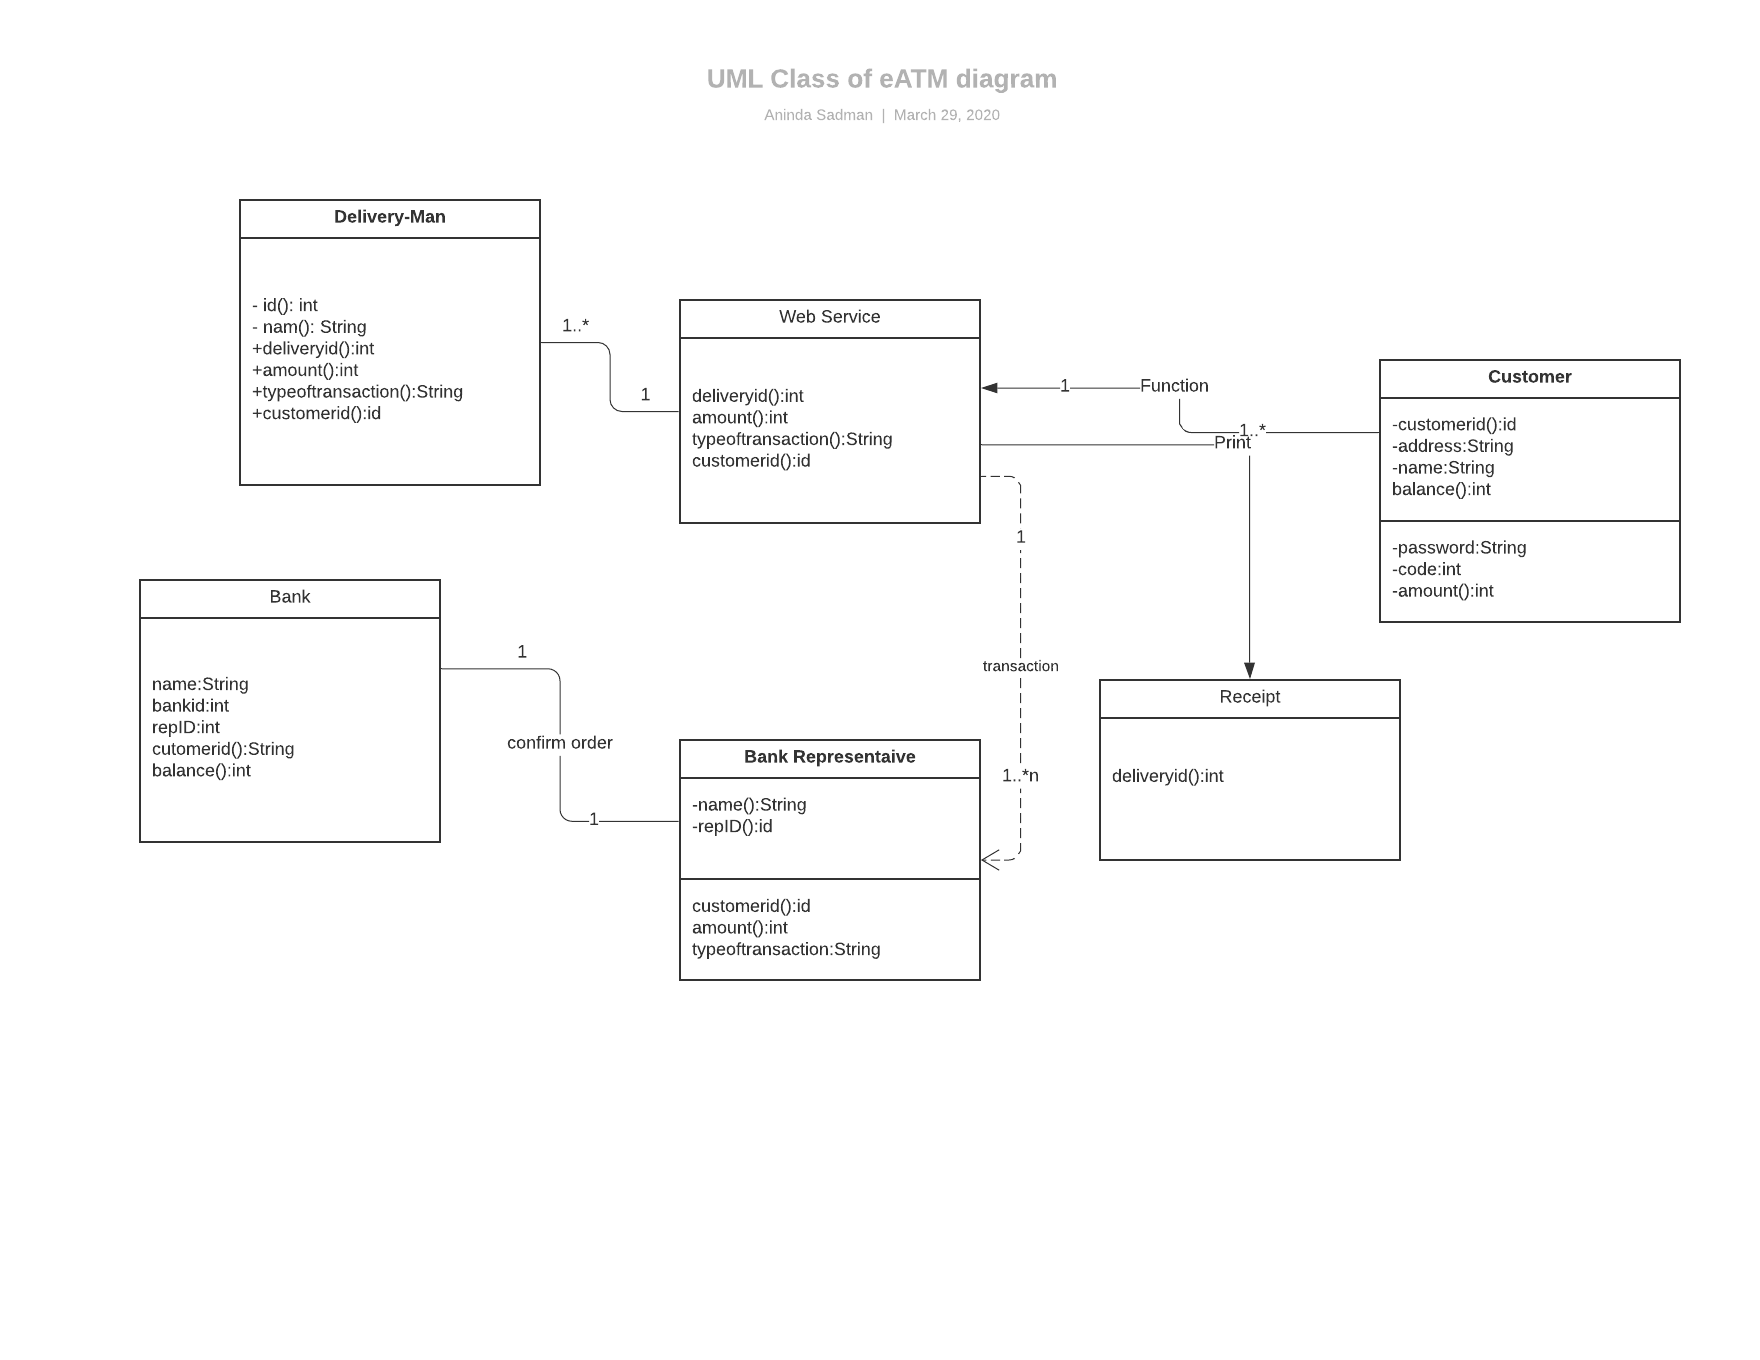 UML Class of eATM diagram
Aninda Sadman | March 29, 2020
Delivery-Man
- id(): int
- nam(): String
+deliveryid():int
+amount():int
+typeoftransaction():String
+customerid():id
1..*
1
Web Service
deliveryid():int
amount():int
typeoftransaction():String
customerid():id
1
Function
1..*
Print
Customer
-customerid():id
-address:String
-name:String
balance():int
-password:String
-code:int
-amount():int
1
transaction
1..*n
Bank
name:String
bankid:int
repID:int
cutomerid():String
balance():int
1
confirm order
1
Bank Representaive
-name():String
-repID():id
customerid():id
amount():int
typeoftransaction:String
Receipt
deliveryid():int